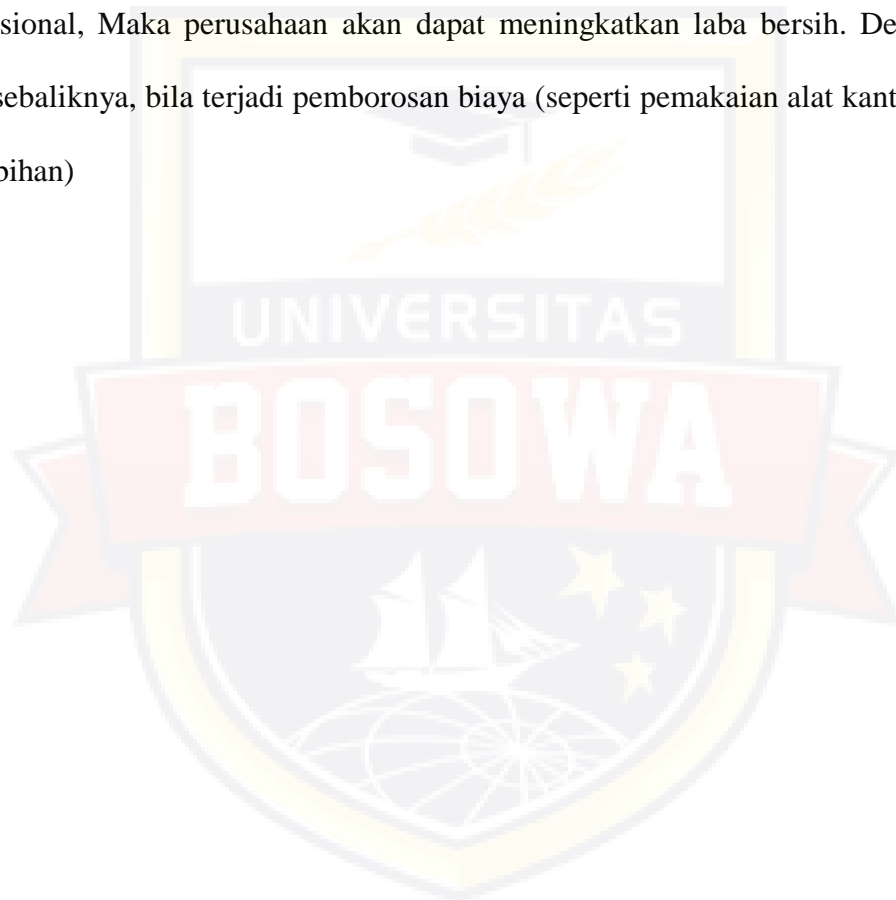 sional, Maka perusahaan akan dapat meningkatkan laba bersih. De
sebaliknya, bila terjadi pemborosan biaya (seperti pemakaian alat kant
bihan)
UNIVERSITAS
BOSOWA